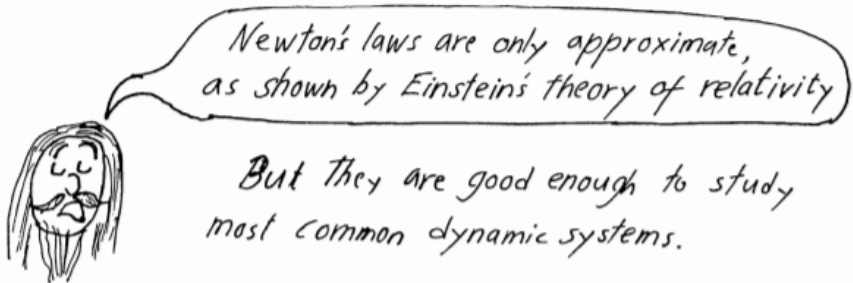 Newton's laws are only approximate,
as shown by Einstein's theory of relativity
But they are good enough to study
most common dynamic systems.